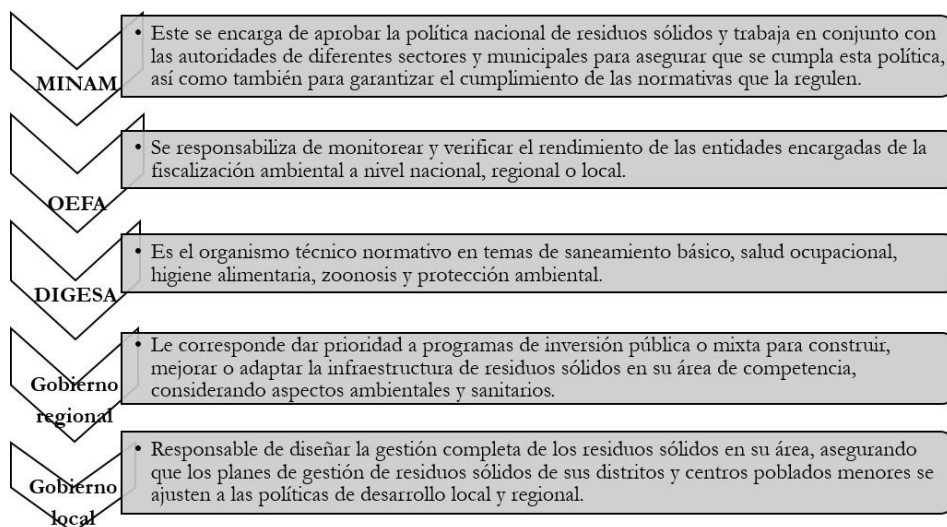 MINAM
• Este se encarga de aprobar la política nacional de residuos sólidos y trabaja en conjunto con
las autoridades de diferentes sectores y municipales para asegurar que se cumpla esta política,
así como también para garantizar el cumplimiento de las normativas que la regulen.
OEFA
• Se responsabiliza de monitorear y verificar el rendimiento de las entidades encargadas de la
fiscalización ambiental a nivel nacional, regional o local.
DIGESA
• Es el organismo técnico normativo en temas de saneamiento básico, salud ocupacional,
higiene alimentaria, zoonosis y protección ambiental.
Gobierno
regional
• Le corresponde dar prioridad a programas de inversión pública o mixta para construir,
mejorar o adaptar la infraestructura de residuos sólidos en su área de competencia,
considerando aspectos ambientales y sanitarios.
Gobierno
local
• Responsable de diseñar la gestión completa de los residuos sólidos en su área, asegurando
que los planes de gestión de residuos sólidos de sus distritos y centros poblados menores se
ajusten a las políticas de desarrollo local y regional.